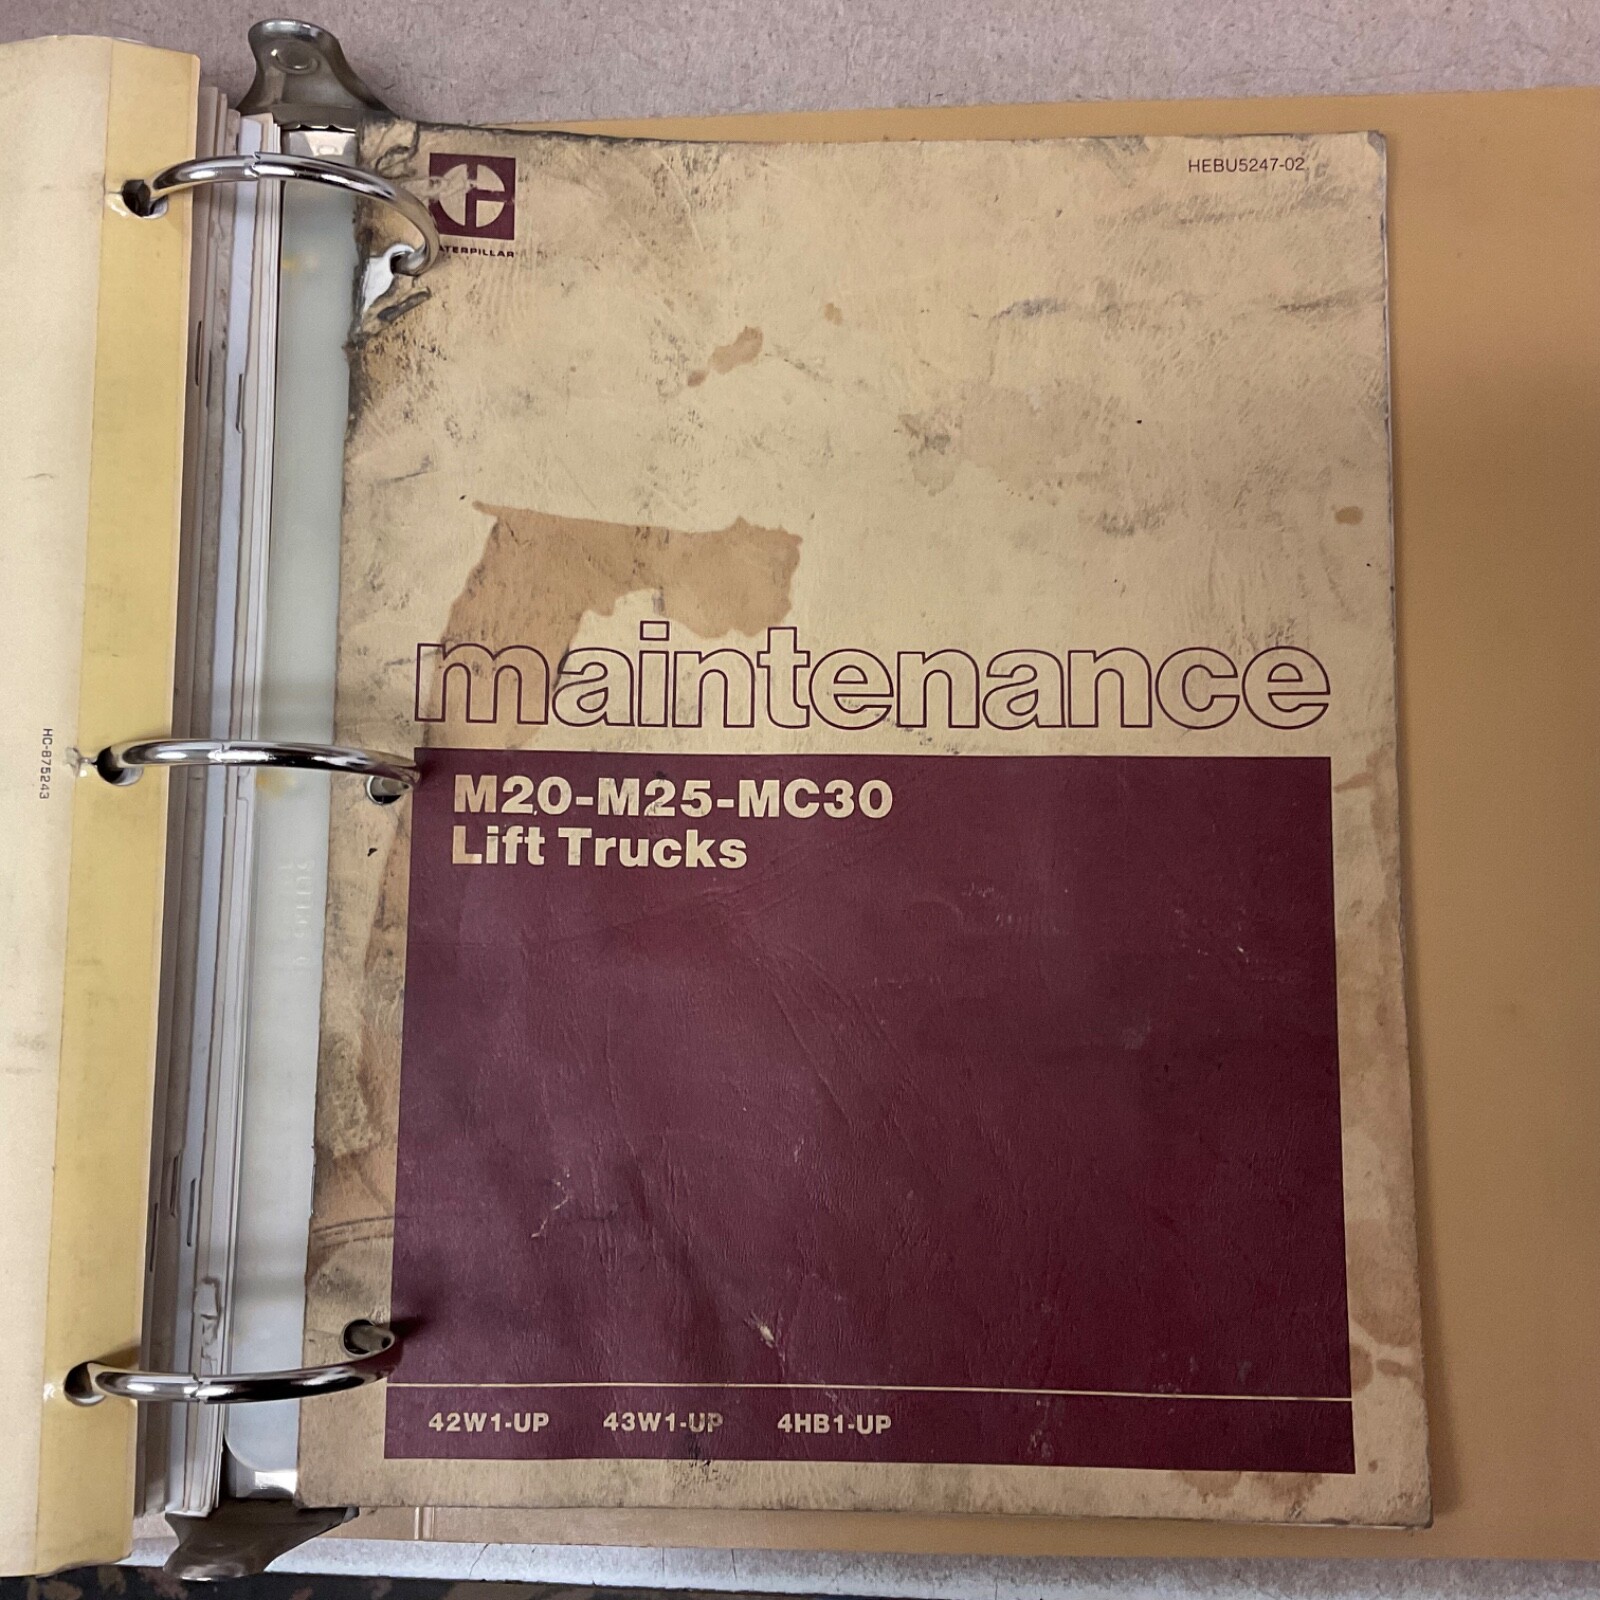 HEBU5247-02
CATERPILLAR
maintenance
M20-M25-MC30
Lift Trucks
42W1-UP 43W1-UP 4HB1-UP
HC-875243